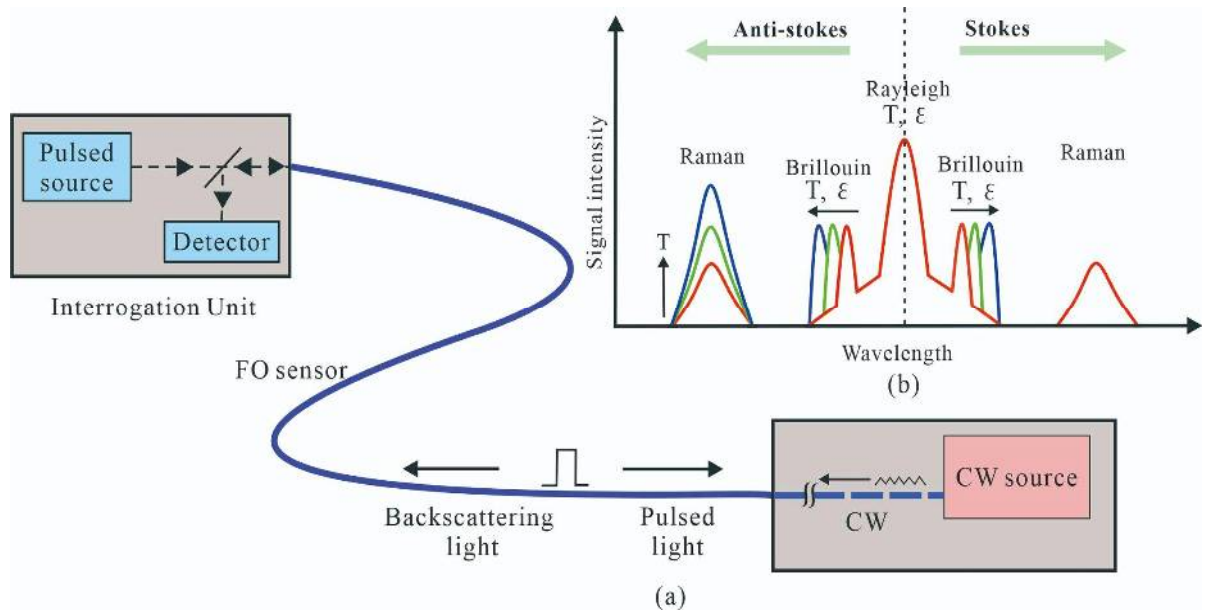 Pulsed
source
Detector
Interrogation Unit
FO sensor
Backscattering
light
Pulsed
light
CW
CW source
(a)
Anti-stokes
Stokes
Rayleigh
T, ε
Raman
Brillouin
T, ε
Brillouin
T, ε
Raman
T
Signal intensity
Wavelength
(b)